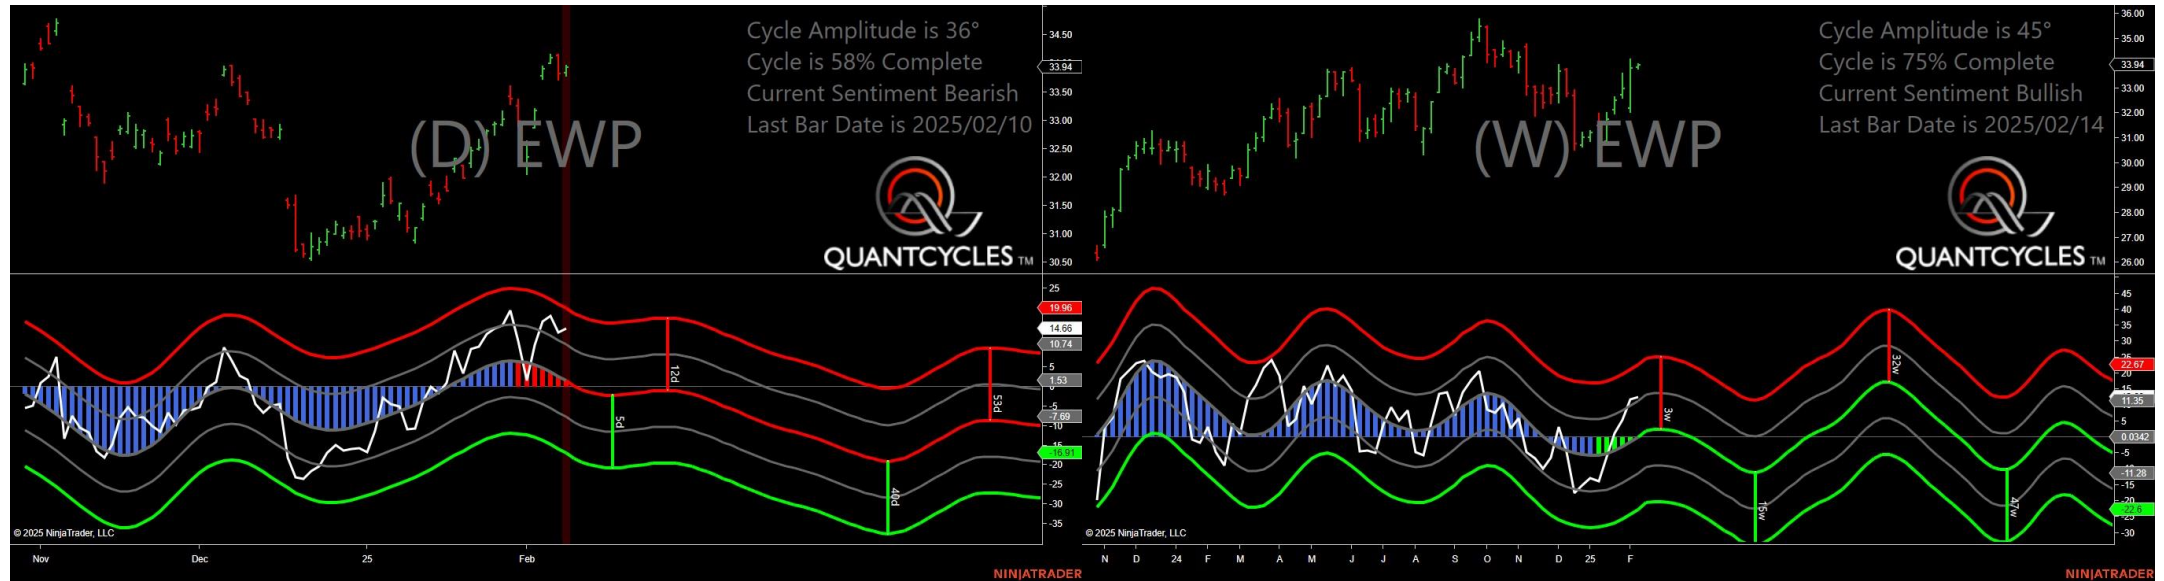 Cycle Amplitude is 36°
Cycle is 58% Complete
Current Sentiment Bearish
Last Bar Date is 2025/02/10
(D) EWP
QUANTCYCLES TM
34.50
33.94
33.50
33.00
32.50
32.00
31.50
31.00
30.50
25
19.96
14.66
10.74
5
1.53
-5
-7.69
-10
-16.91
-20
-25
-30
-35
5d
12d
40d
53d
© 2025 NinjaTrader, LLC
Nov
Dec
25
Feb
NINJATRADER
Cycle Amplitude is 45°
Cycle is 75% Complete
Current Sentiment Bullish
Last Bar Date is 2025/02/14
(W) EWP
QUANTCYCLES TM
36.00
35.00
33.94
33.00
32.00
31.00
30.00
29.00
28.00
27.00
26.00
45
35
30
25
22.67
20
11.35
0.0342
-5
-11.28
-15
-22.6
-30
3w
15w
32w
47w
© 2025 NinjaTrader, LLC
N
D
24
F
M
A
M
J
J
A
S
O
N
D
25
F
NINJATRADER